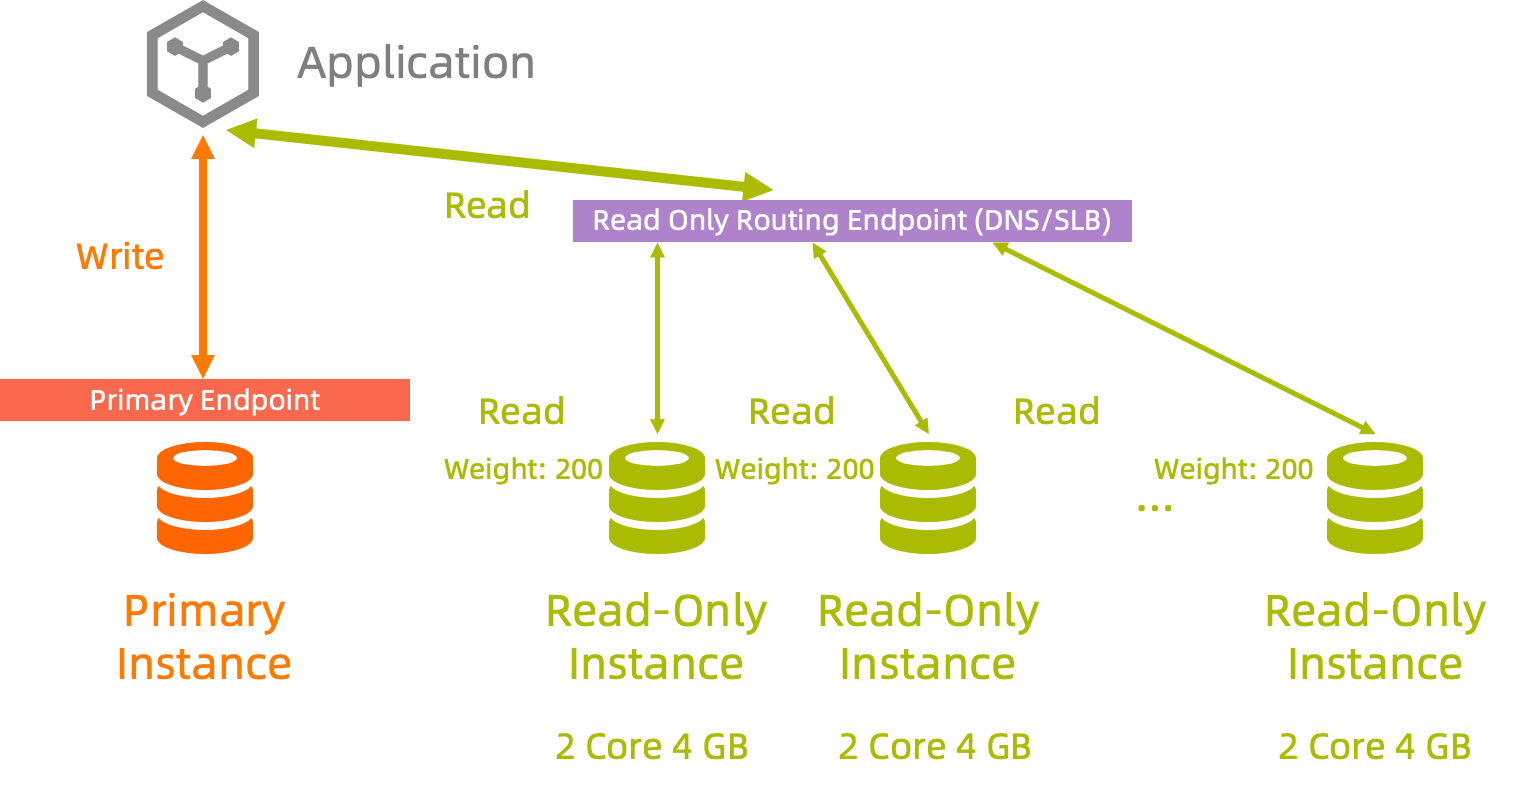 Application
Read
Read Only Routing Endpoint (DNS/SLB)
Write
Primary Endpoint
Read
Read
Read
Weight: 200
Weight: 200
Weight: 200
...
Primary
Instance
Read-Only
Instance
Read-Only
Instance
Read-Only
Instance
2 Core 4 GB
2 Core 4 GB
2 Core 4 GB